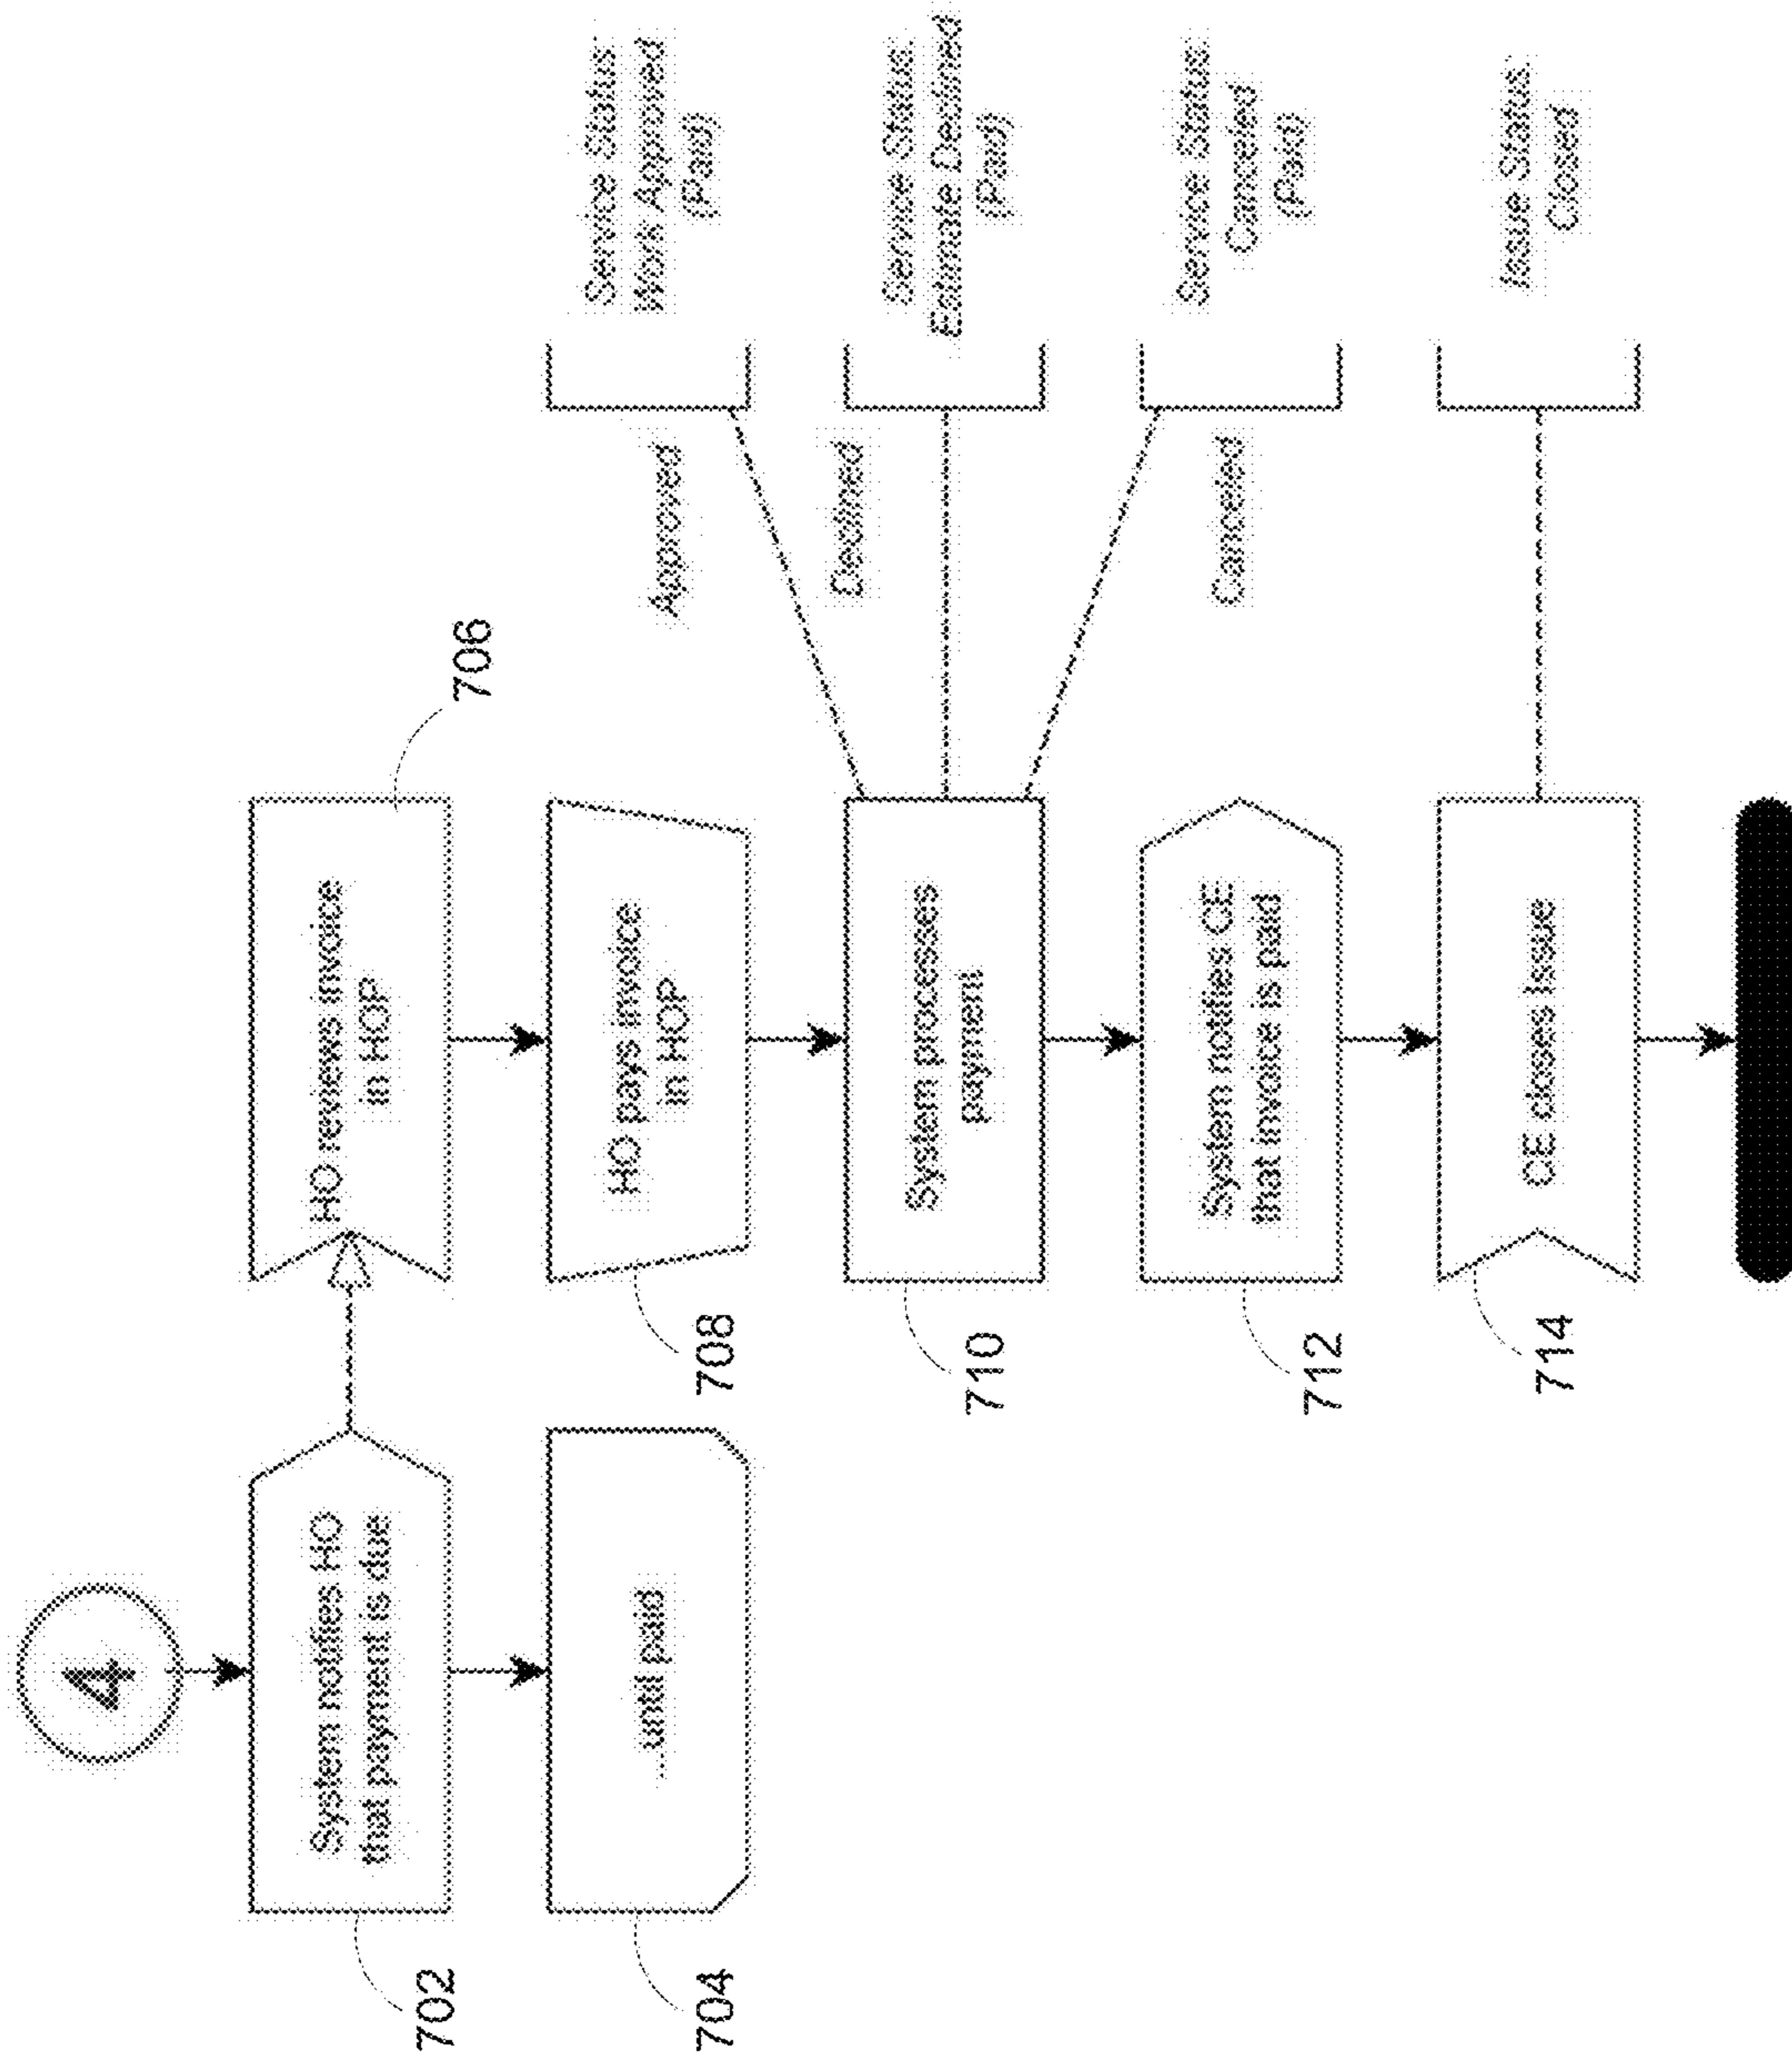 4
System notifies HO
that payment is due
702
...until paid
704
HO reviews invoice
in HOP
706
HO pays invoice
in HOP
708
System processes
payment
710
Approved
Service Status:
Work Approved
(Paid)
Declined
Service Status:
Estimate Declined
(Paid)
Canceled
Service Status:
Canceled
(Paid)
System notifies CE
that invoice is paid
712
CE closes Issue
714
Issue Status:
Closed